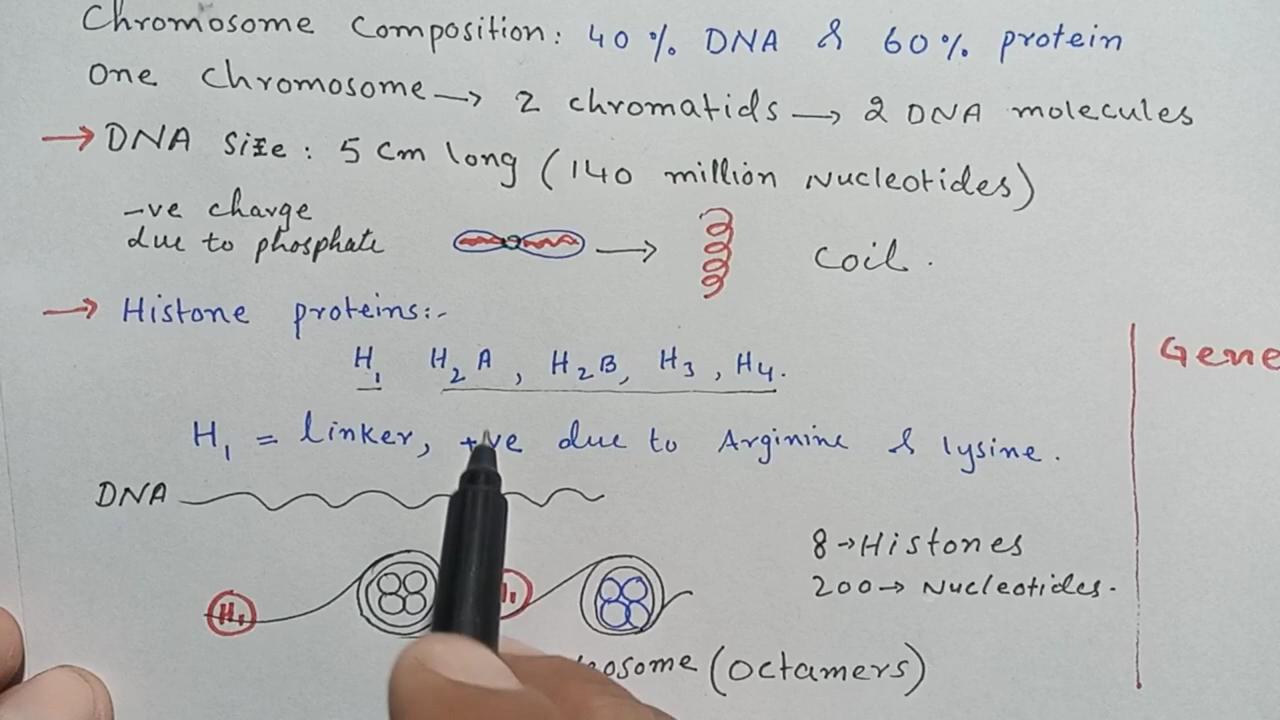 Chromosome Composition: 40% DNA & 60% protein
One Chromosome → 2 chromatids → 2 DNA molecules
→ DNA Size: 5 cm long (140 million Nucleotides)
-ve charge
due to phosphate
Coil.
→ Histone proteins:-
H₁ H₂A, H₂B, H₃, H₄.
H₁ = linker, +ve due to Arginine & lysine.
DNA
8 → Histones
200 → Nucleotides.
H₁
(Octamers)
Gene